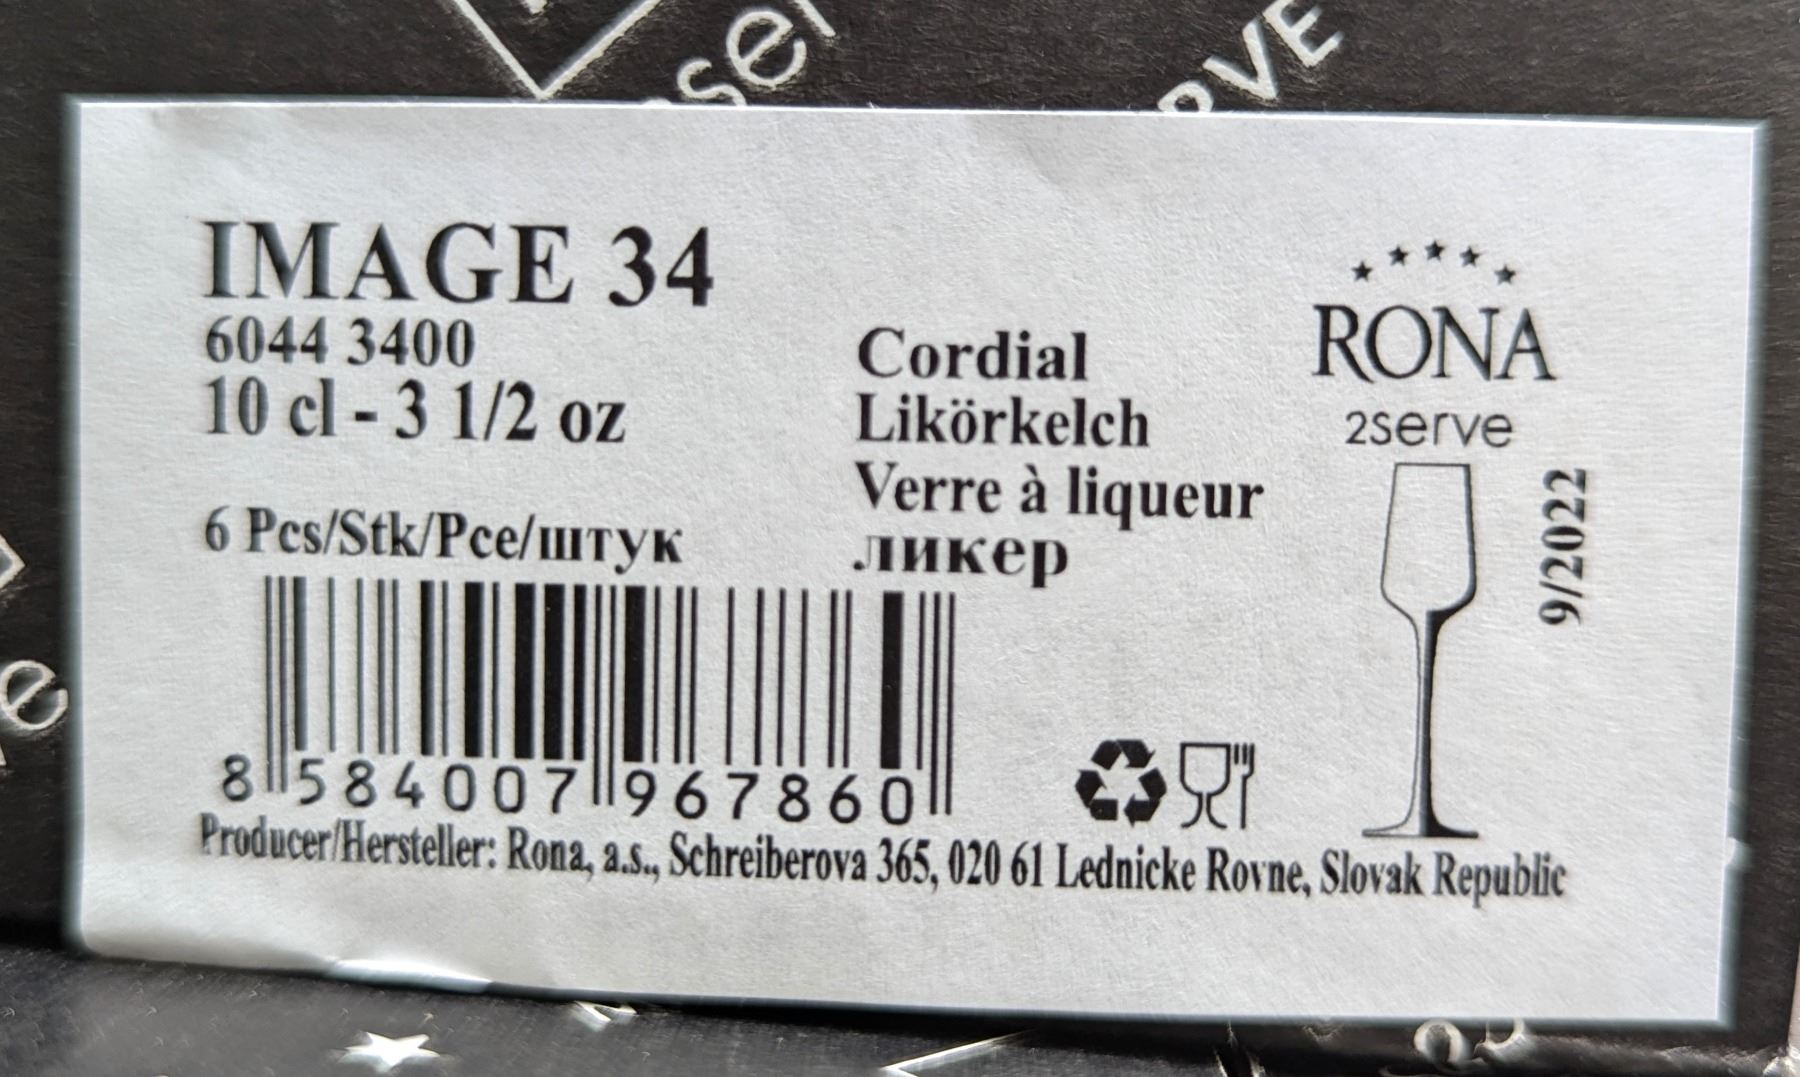 IMAGE 34
6044 3400
10 cl - 3 1/2 oz
6 Pcs/Stk/Pce/штук
Cordial
Likörkelch
Verre à liqueur
ликер
RONA
2serve
9/2022
8 584007 967860
Producer/Hersteller: Rona, a.s., Schreiberova 365, 020 61 Lednicke Rovne, Slovak Republic